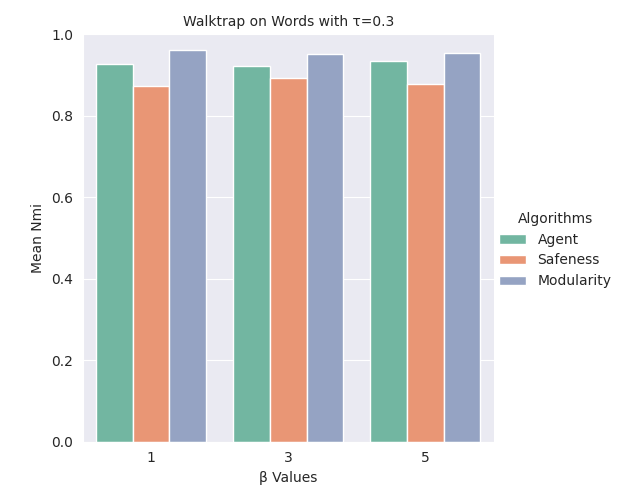 Walktrap on Words with τ=0.3
1.0
0.8
0.6
0.4
0.2
0.0
Mean Nmi
1 3 5
β Values
Algorithms
Agent
Safeness
Modularity